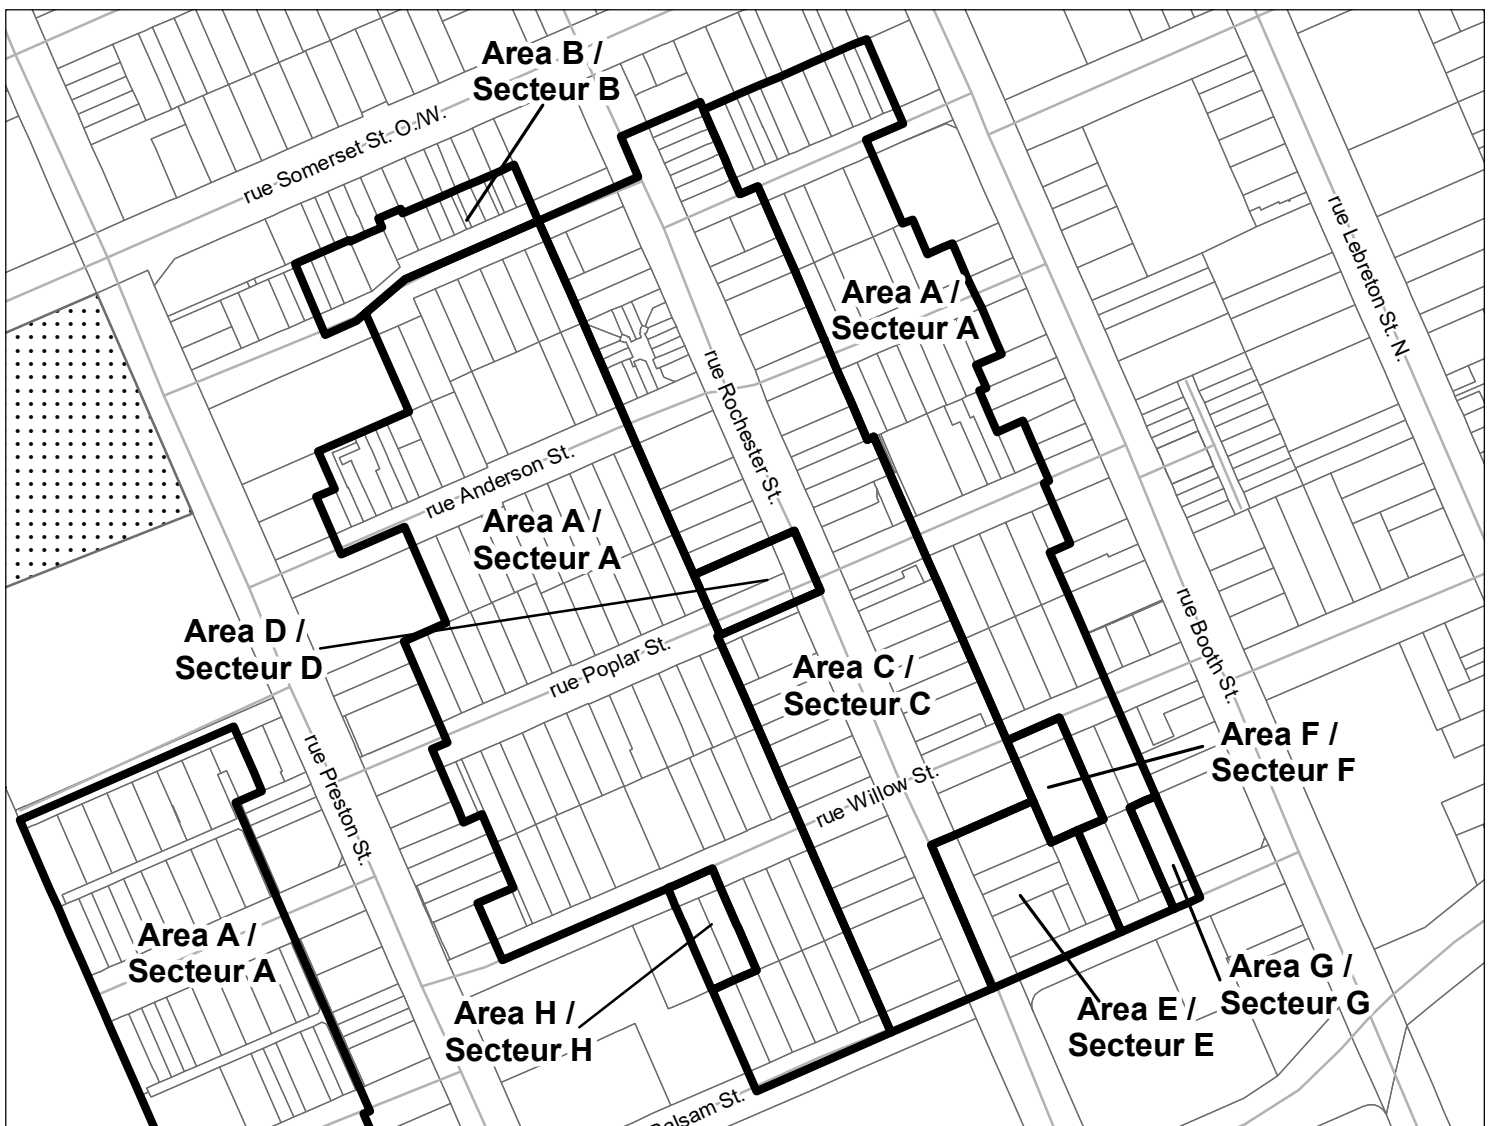 Area B /
Secteur B
rue Somerset St. O./W.
rue Lebreton St. N.
Area A /
Secteur A
rue Rochester St.
rue Anderson St.
Area A /
Secteur A
Area D /
Secteur D
rue Poplar St.
Area C /
Secteur C
rue Booth St.
Area F /
Secteur F
rue Preston St.
rue Willow St.
Area A /
Secteur A
Area G /
Secteur G
Area H /
Secteur H
Area E /
Secteur E
Balsam St.